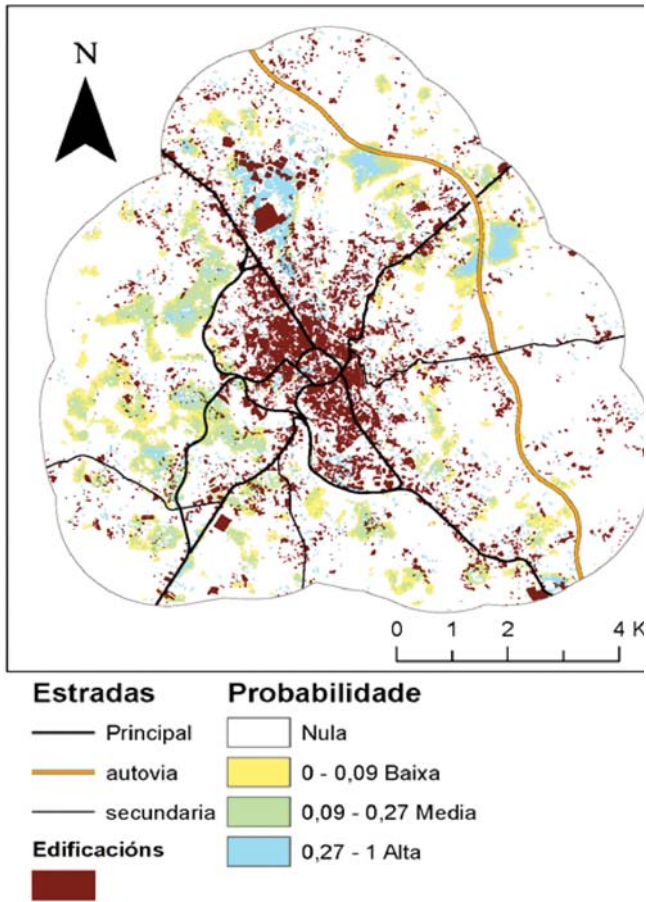 N
0 1 2 4 K
Estradas
Principal
autovia
secundaria
Edificacións
Probabilidade
Nula
0 - 0,09 Baixa
0,09 - 0,27 Media
0,27 - 1 Alta